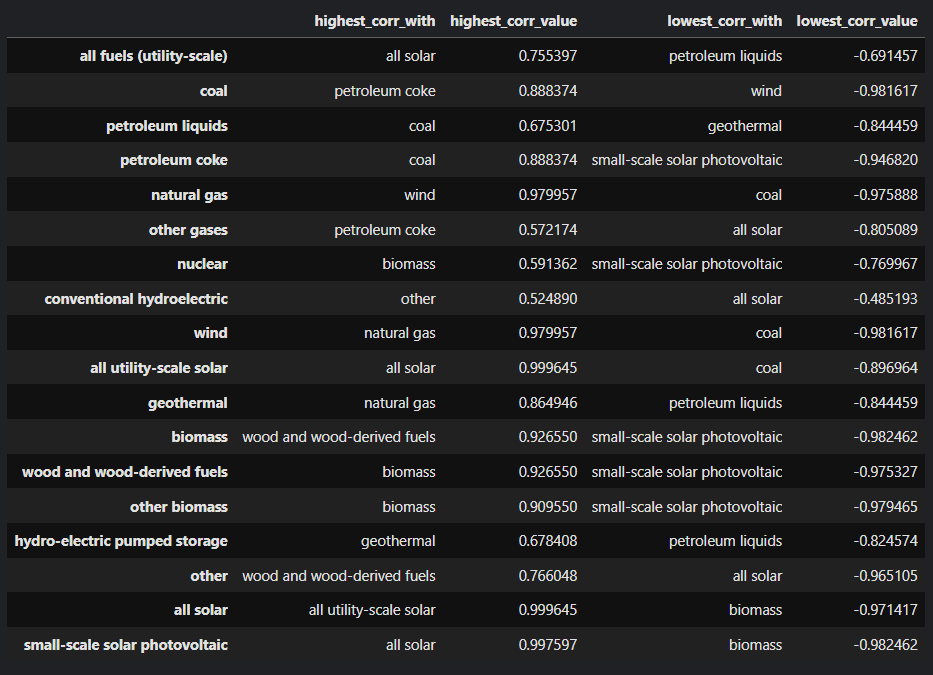 highest_corr_with highest_corr_value lowest_corr_with lowest_corr_value
all fuels (utility-scale) all solar 0.755397 petroleum liquids -0.691457
coal petroleum coke 0.888374 wind -0.981617
petroleum liquids coal 0.675301 geothermal -0.844459
petroleum coke coal 0.888374 small-scale solar photovoltaic -0.946820
natural gas wind 0.979957 coal -0.975888
other gases petroleum coke 0.572174 all solar -0.805089
nuclear biomass 0.591362 small-scale solar photovoltaic -0.769967
conventional hydroelectric other 0.524890 all solar -0.485193
wind natural gas 0.979957 coal -0.981617
all utility-scale solar all solar 0.999645 coal -0.896964
geothermal natural gas 0.864946 petroleum liquids -0.844459
biomass wood and wood-derived fuels 0.926550 small-scale solar photovoltaic -0.982462
wood and wood-derived fuels biomass 0.926550 small-scale solar photovoltaic -0.975327
other biomass biomass 0.909550 small-scale solar photovoltaic -0.979465
hydro-electric pumped storage geothermal 0.678408 petroleum liquids -0.824574
other wood and wood-derived fuels 0.766048 all solar -0.965105
all solar all utility-scale solar 0.999645 biomass -0.971417
small-scale solar photovoltaic all solar 0.997597 biomass -0.982462